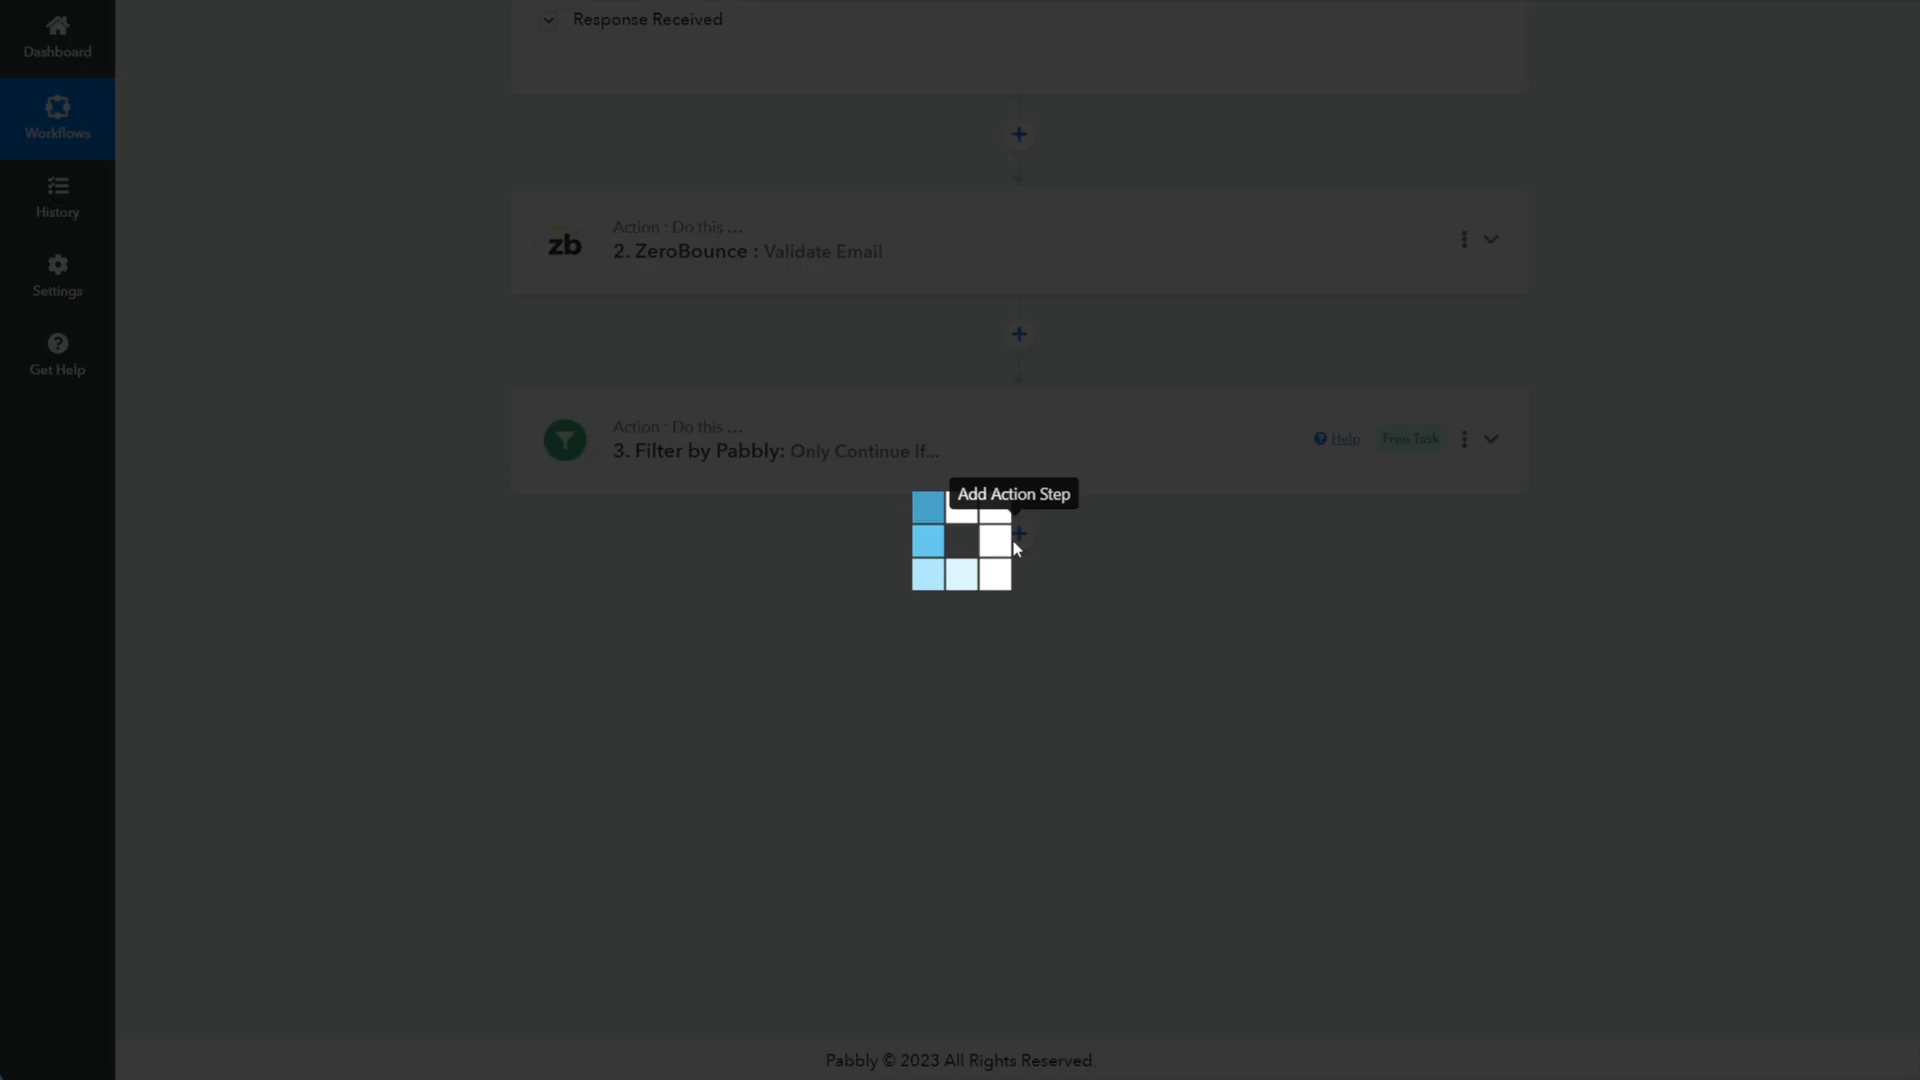 Dashboard
Workflows
History
Settings
Get Help
Response Received
zb
Action : Do this ...
2. ZeroBounce : Validate Email
Action : Do this ...
3. Filter by Pabbly: Only Continue If...
Help
Free Task
Add Action Step
Pabbly © 2023 All Rights Reserved.